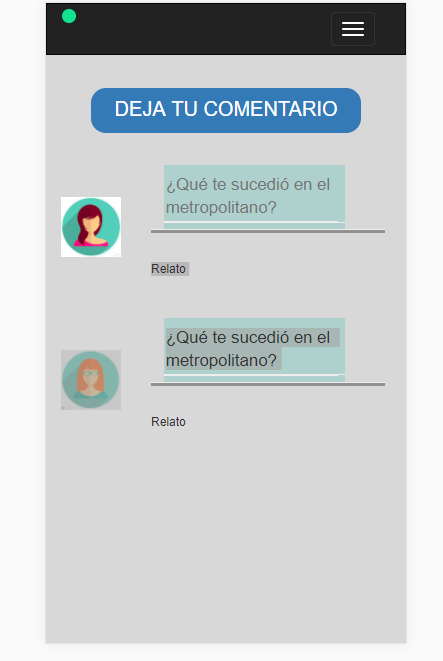 DEJA TU COMENTARIO
¿Qué te sucedió en el
metropolitano?
Relato
¿Qué te sucedió en el
metropolitano?
Relato